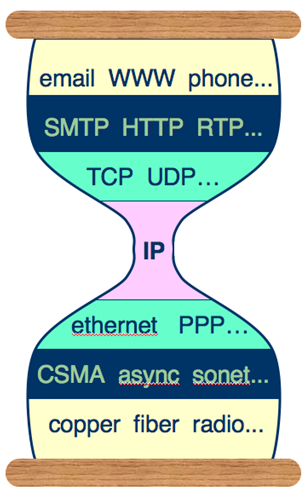 email WWW phone...
SMTP HTTP RTP...
TCP UDP…
IP
ethernet PPP…
CSMA async sonet...
copper fiber radio...